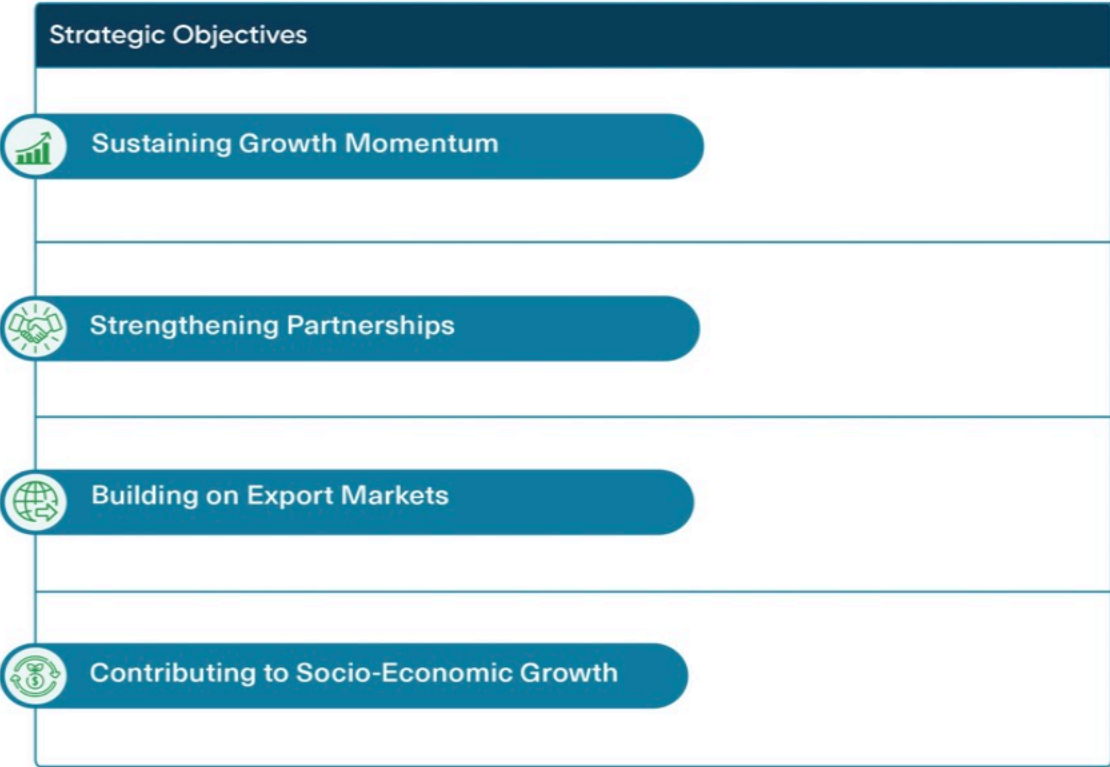 Strategic Objectives
Sustaining Growth Momentum
Strengthening Partnerships
Building on Export Markets
Contributing to Socio-Economic Growth